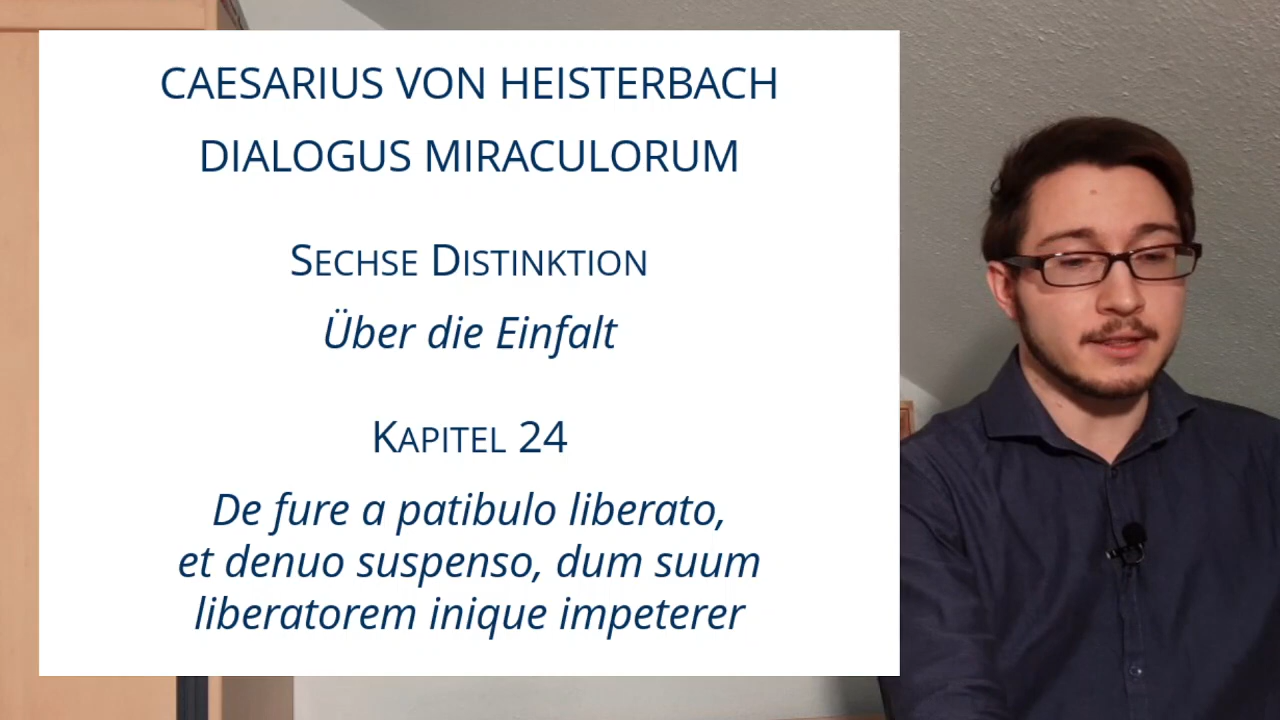 CAESARIUS VON HEISTERBACH
DIALOGUS MIRACULORUM
SECHSE DISTINKTION
Über die Einfalt
KAPITEL 24
De fure a patibulo liberato,
et denuo suspenso, dum suum
liberatorem inique impeterer